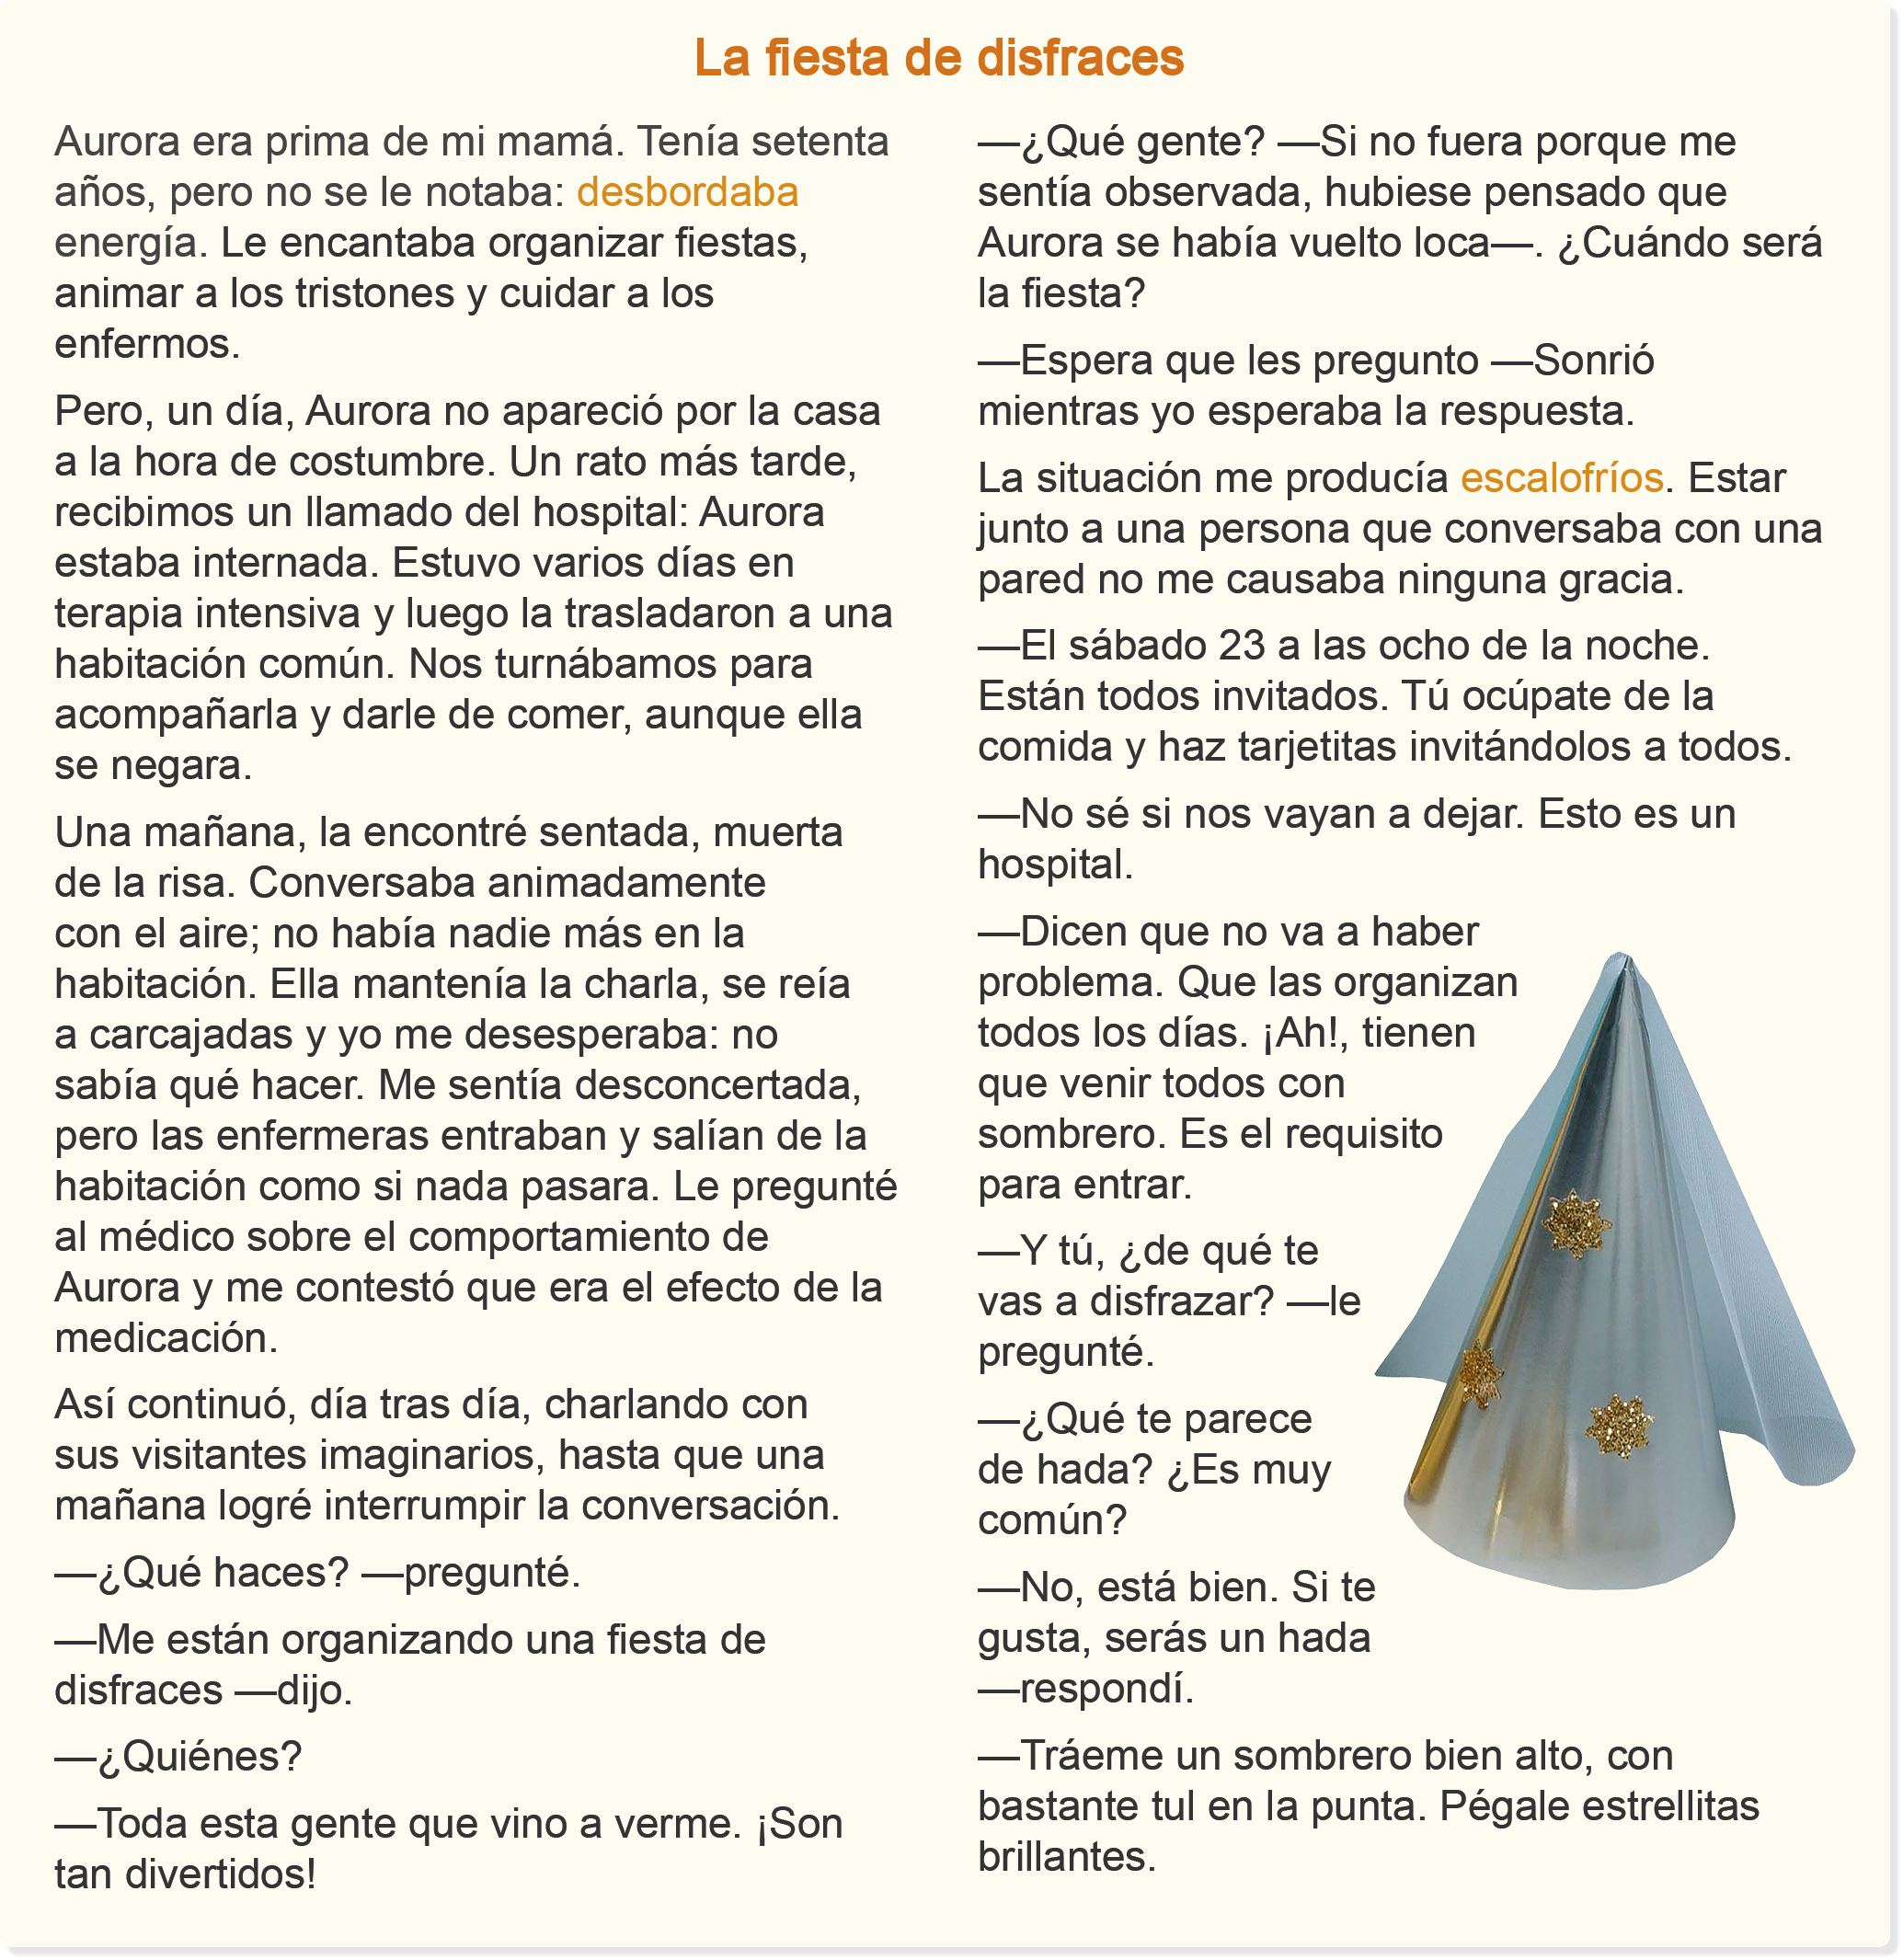 La fiesta de disfraces
Aurora era prima de mi mamá. Tenía setenta
años, pero no se le notaba: desbordaba
energía. Le encantaba organizar fiestas,
animar a los tristones y cuidar a los
enfermos.
Pero, un día, Aurora no apareció por la casa
a la hora de costumbre. Un rato más tarde,
recibimos un llamado del hospital: Aurora
estaba internada. Estuvo varios días en
terapia intensiva y luego la trasladaron a una
habitación común. Nos turnábamos para
acompañarla y darle de comer, aunque ella
se negara.
Una mañana, la encontré sentada, muerta
de la risa. Conversaba animadamente
con el aire; no había nadie más en la
habitación. Ella mantenía la charla, se reía
a carcajadas y yo me desesperaba: no
sabía qué hacer. Me sentía desconcertada,
pero las enfermeras entraban y salían de la
habitación como si nada pasara. Le pregunté
al médico sobre el comportamiento de
Aurora y me contestó que era el efecto de la
medicación.
Así continuó, día tras día, charlando con
sus visitantes imaginarios, hasta que una
mañana logré interrumpir la conversación.
—¿Qué haces? —pregunté.
—Me están organizando una fiesta de
disfraces —dijo.
—¿Quiénes?
—Toda esta gente que vino a verme. ¡Son
tan divertidos!
—¿Qué gente? —Si no fuera porque me
sentía observada, hubiese pensado que
Aurora se había vuelto loca—. ¿Cuándo será
la fiesta?
—Espera que les pregunto —Sonrió
mientras yo esperaba la respuesta.
La situación me producía escalofríos. Estar
junto a una persona que conversaba con una
pared no me causaba ninguna gracia.
—El sábado 23 a las ocho de la noche.
Están todos invitados. Tú ocúpate de la
comida y haz tarjetitas invitándolos a todos.
—No sé si nos vayan a dejar. Esto es un
hospital.
—Dicen que no va a haber
problema. Que las organizan
todos los días. ¡Ah!, tienen
que venir todos con
sombrero. Es el requisito
para entrar.
—Y tú, ¿de qué te
vas a disfrazar? —le
pregunté.
—¿Qué te parece
de hada? ¿Es muy
común?
—No, está bien. Si te
gusta, serás un hada
—respondí.
—Tráeme un sombrero bien alto, con
bastante tul en la punta. Pégale estrellitas
brillantes.